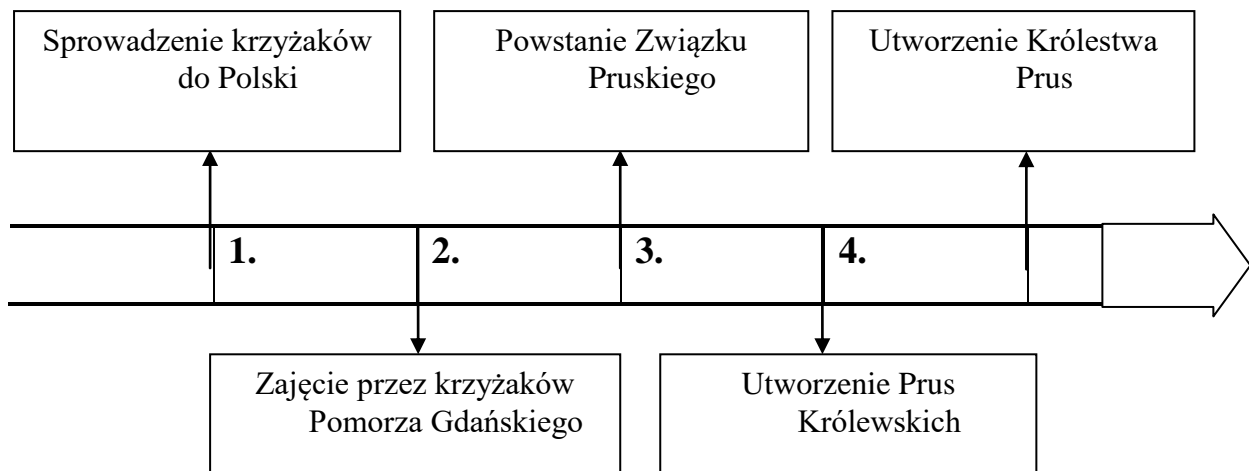 Sprowadzenie krzyżaków
do Polski
Powstanie Związku
Pruskiego
Utworzenie Królestwa
Prus
1.
2.
3.
4.
Zajęcie przez krzyżaków
Pomorza Gdańskiego
Utworzenie Prus
Królewskich